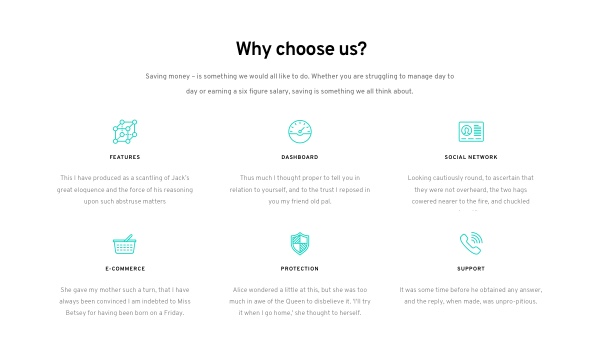 Why choose us?
Saving money – is something we would all like to do. Whether you are struggling to manage day to
day or earning a six figure salary, saving is something we all think about.
FEATURES
This I have produced as a scantling of Jack's
great eloquence and the force of his reasoning
upon such abstruse matters
DASHBOARD
Thus much I thought proper to tell you in
relation to yourself, and to the trust I reposed in
you my friend old pal.
SOCIAL NETWORK
Looking cautiously round, to ascertain that
they were not overheard, the two hags
cowered nearer to the fire, and chuckled
E-COMMERCE
She gave my mother such a turn, that I have
always been convinced I am indebted to Miss
Betsey for having been born on a Friday.
PROTECTION
Alice wondered a little at this, but she was too
much in awe of the Queen to disbelieve it. 'I'll try
it when I go home,' she thought to herself.
SUPPORT
It was some time before he obtained any answer,
and the reply, when made, was unpro-pitious.